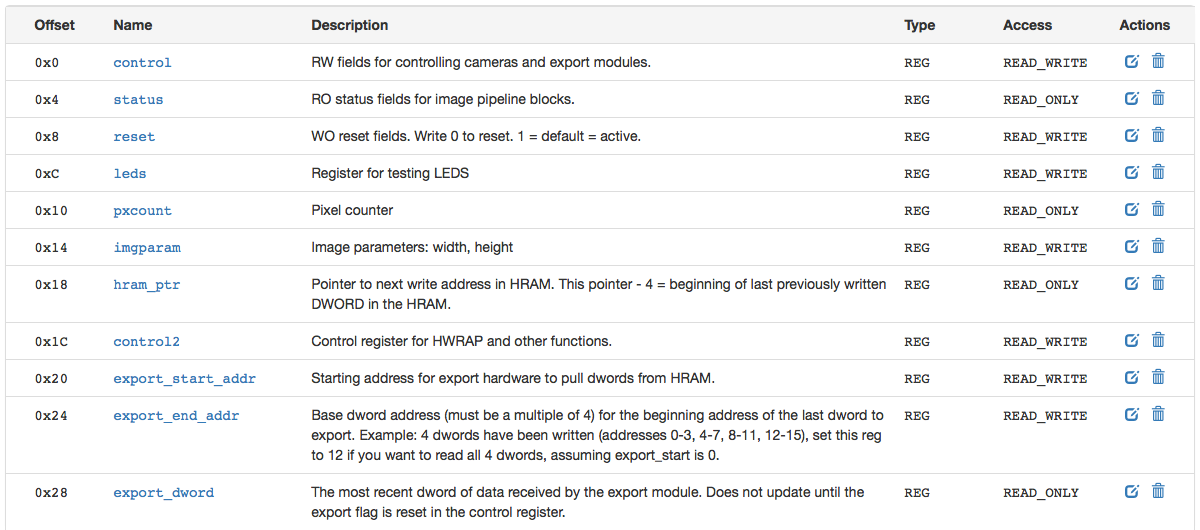 Offset Name Description Type Access Actions
0x0 control RW fields for controlling cameras and export modules. REG READ_WRITE
0x4 status RO status fields for image pipeline blocks. REG READ_ONLY
0x8 reset WO reset fields. Write 0 to reset. 1 = default = active. REG READ_WRITE
0xC leds Register for testing LEDS REG READ_WRITE
0x10 pxcount Pixel counter REG READ_ONLY
0x14 imgparam Image parameters: width, height REG READ_WRITE
0x18 hram_ptr Pointer to next write address in HRAM. This pointer - 4 = beginning of last previously written REG READ_ONLY
DWORD in the HRAM.
0x1C control2 Control register for HWRAP and other functions. REG READ_WRITE
0x20 export_start_addr Starting address for export hardware to pull dwords from HRAM. REG READ_WRITE
0x24 export_end_addr Base dword address (must be a multiple of 4) for the beginning address of the last dword to REG READ_WRITE
export. Example: 4 dwords have been written (addresses 0-3, 4-7, 8-11, 12-15), set this reg
to 12 if you want to read all 4 dwords, assuming export_start is 0.
0x28 export_dword The most recent dword of data received by the export module. Does not update until the REG READ_ONLY
export flag is reset in the control register.